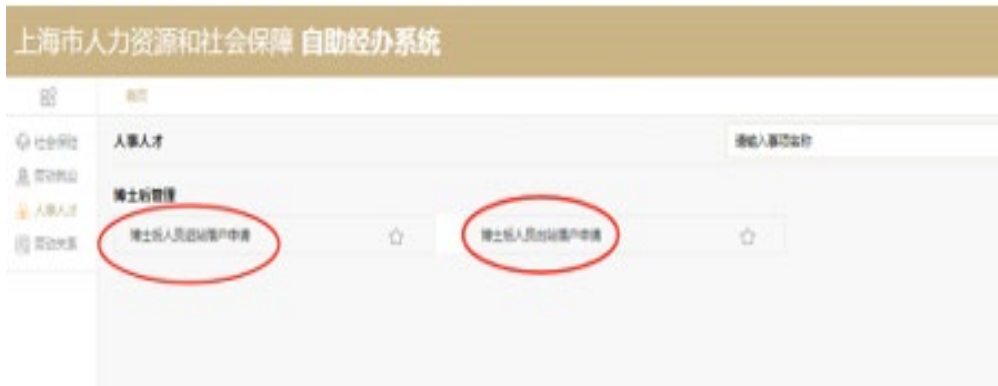 上海市人力资源和社会保障 自助经办系统
首页
社会保险
人事人才
请输入事项名称
劳动就业
博士后管理
人事人才
博士后人员进站落户申请
博士后人员出站落户申请
劳动关系